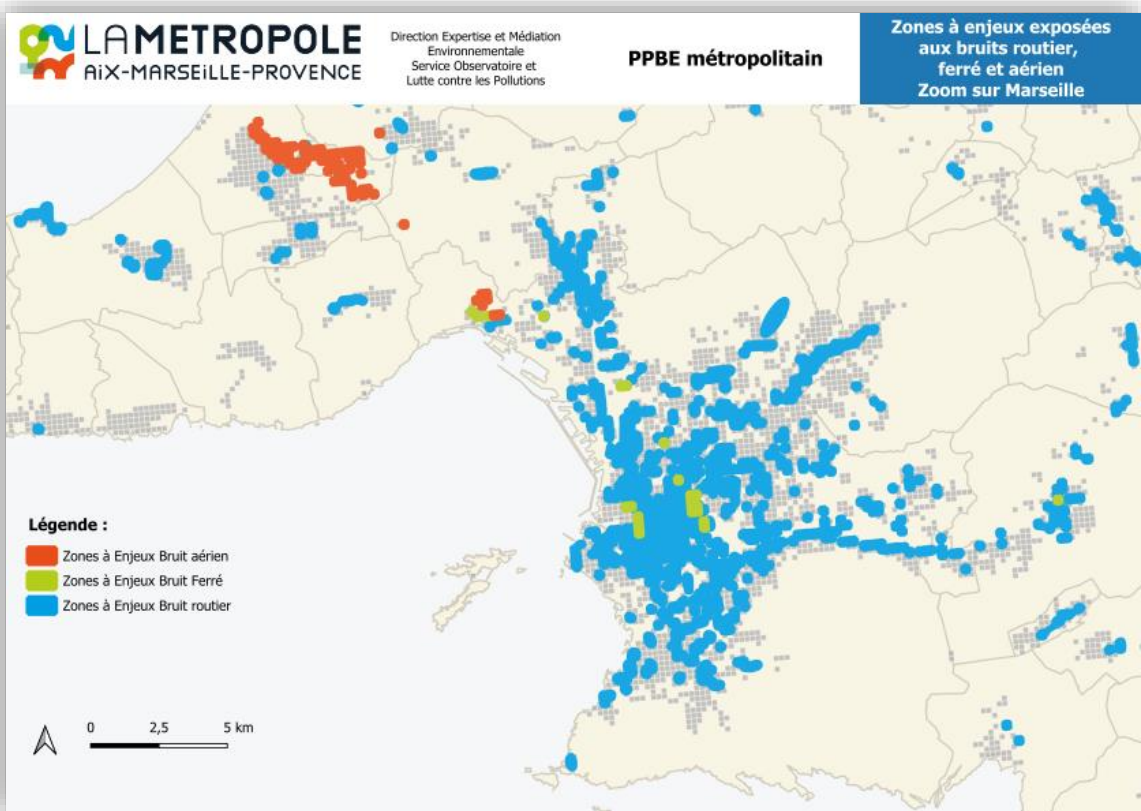 LAMETROPOLE
AiX-MARSEiLLE-PROVENCE
Direction Expertise et Médiation
Environnementale
Service Observatoire et
Lutte contre les Pollutions
PPBE métropolitain
Zones à enjeux exposées
aux bruits routier,
ferré et aérien
Zoom sur Marseille
Légende :
Zones à Enjeux Bruit aérien
Zones à Enjeux Bruit Ferré
Zones à Enjeux Bruit routier
0 2,5 5 km